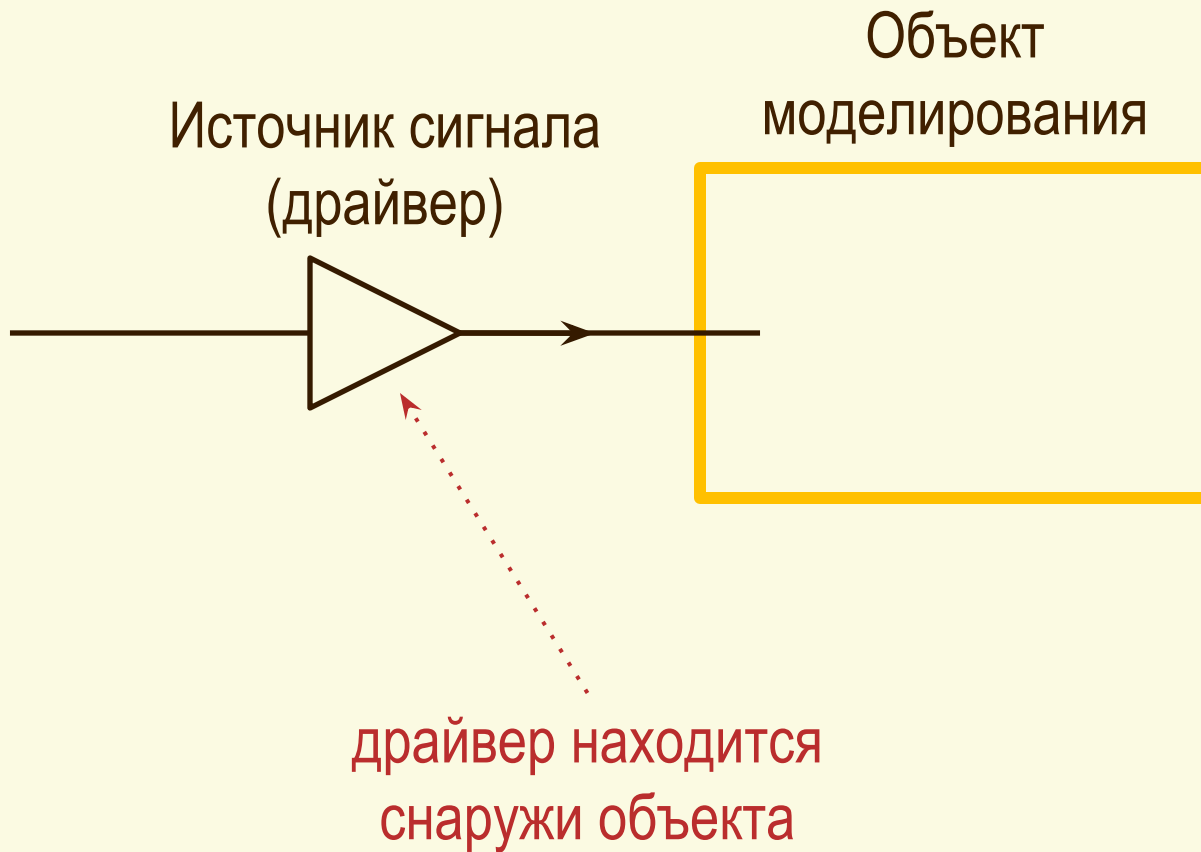 Объект
моделирования
Источник сигнала
(драйвер)
драйвер находится
снаружи объекта